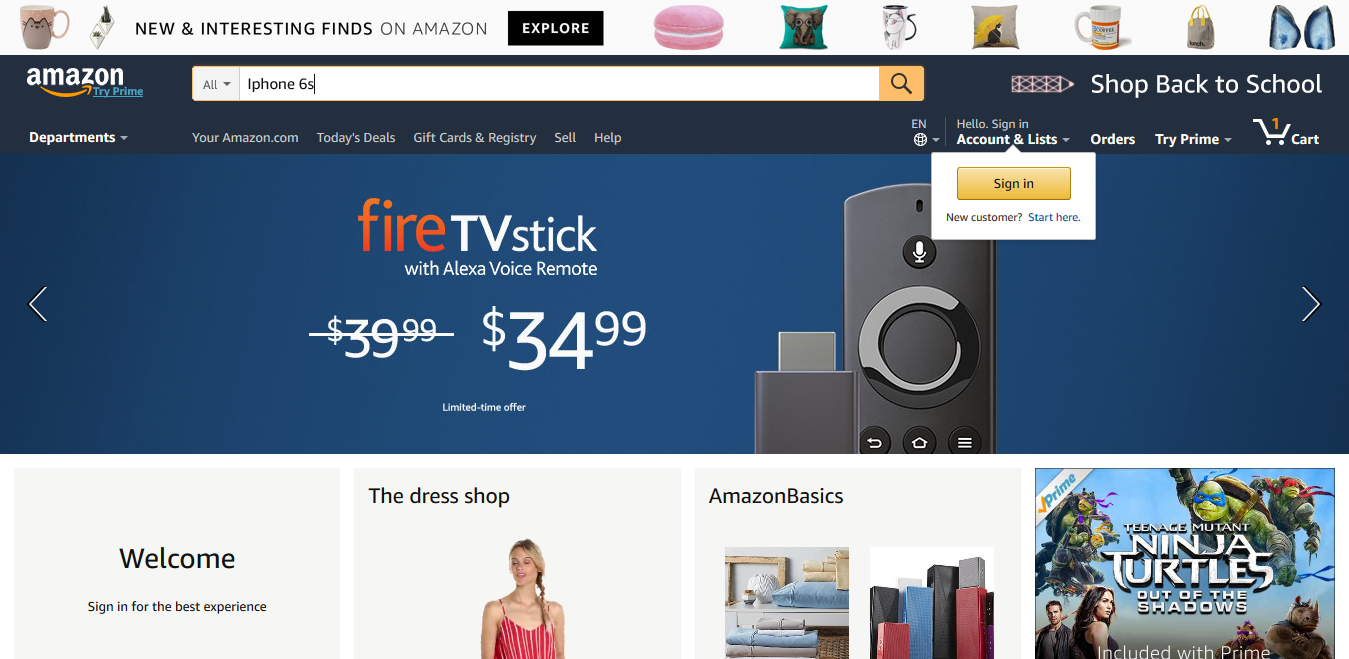 NEW & INTERESTING FINDS ON AMAZON EXPLORE
COFFEE
lunch.
amazon
Try Prime
All
Iphone 6s
Shop Back to School
Departments
Your Amazon.com
Today's Deals
Gift Cards & Registry
Sell
Help
EN
Hello. Sign in
Account & Lists
Orders
Try Prime
1
Cart
Sign in
New customer? Start here.
fire TV stick
with Alexa Voice Remote
$39.99 $34.99
Limited-time offer
Welcome
Sign in for the best experience
The dress shop
AmazonBasics
Prime
TEENAGE MUTANT
NINJA
TURTLES
OUT OF THE
SHADOWS
Included with Prime